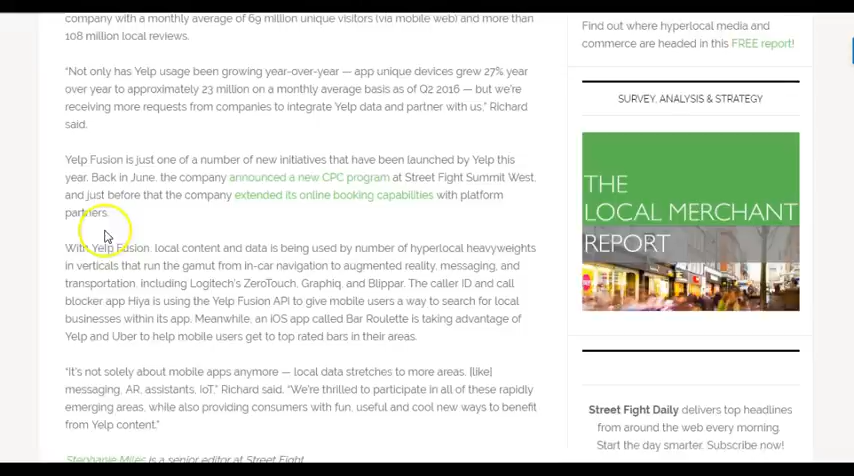 company with a monthly average of 69 million unique visitors (via mobile web) and more than
108 million local reviews.
“Not only has Yelp usage been growing year-over-year — app unique devices grew 27% year
over year to approximately 23 million on a monthly average basis as of Q2 2016 — but we’re
receiving more requests from companies to integrate Yelp data and partner with us,” Richard
said.
Yelp Fusion is just one of a number of new initiatives that have been launched by Yelp this
year. Back in June, the company announced a new CPC program at Street Fight Summit West,
and just before that the company extended its online booking capabilities with platform
partners.
With Yelp Fusion, local content and data is being used by number of hyperlocal heavyweights
in verticals that run the gamut from in-car navigation to augmented reality, messaging, and
transportation, including Logitech’s ZeroTouch, Graphiq, and Blippar. The caller ID and call
blocker app Hiya is using the Yelp Fusion API to give mobile users a way to search for local
businesses within its app. Meanwhile, an iOS app called Bar Roulette is taking advantage of
Yelp and Uber to help mobile users get to top rated bars in their areas.
“It’s not solely about mobile apps anymore — local data stretches to more areas, [like]
messaging, AR, assistants, IoT,” Richard said. “We’re thrilled to participate in all of these rapidly
emerging areas, while also providing consumers with fun, useful and cool new ways to benefit
from Yelp content.”
Stephanie Miles is a senior editor at Street Fight.
Find out where hyperlocal media and
commerce are headed in this FREE report!
SURVEY, ANALYSIS & STRATEGY
THE
LOCAL MERCHANT
REPORT
Street Fight Daily delivers top headlines
from around the web every morning.
Start the day smarter. Subscribe now!